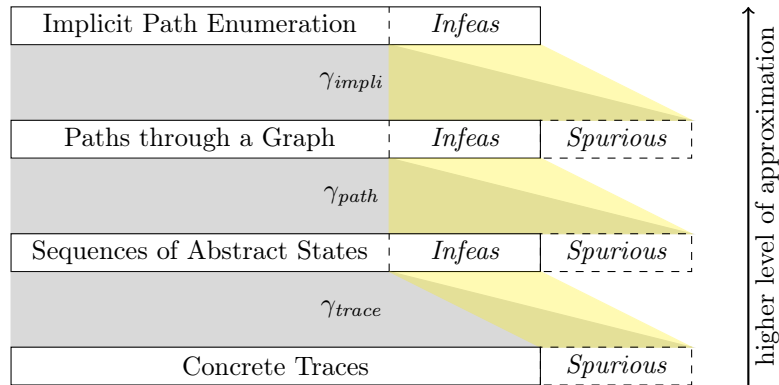 Implicit Path Enumeration Infeas
γimpli
Paths through a Graph Infeas Spurious
γpath
Sequences of Abstract States Infeas Spurious
γtrace
Concrete Traces Spurious
higher level of approximation